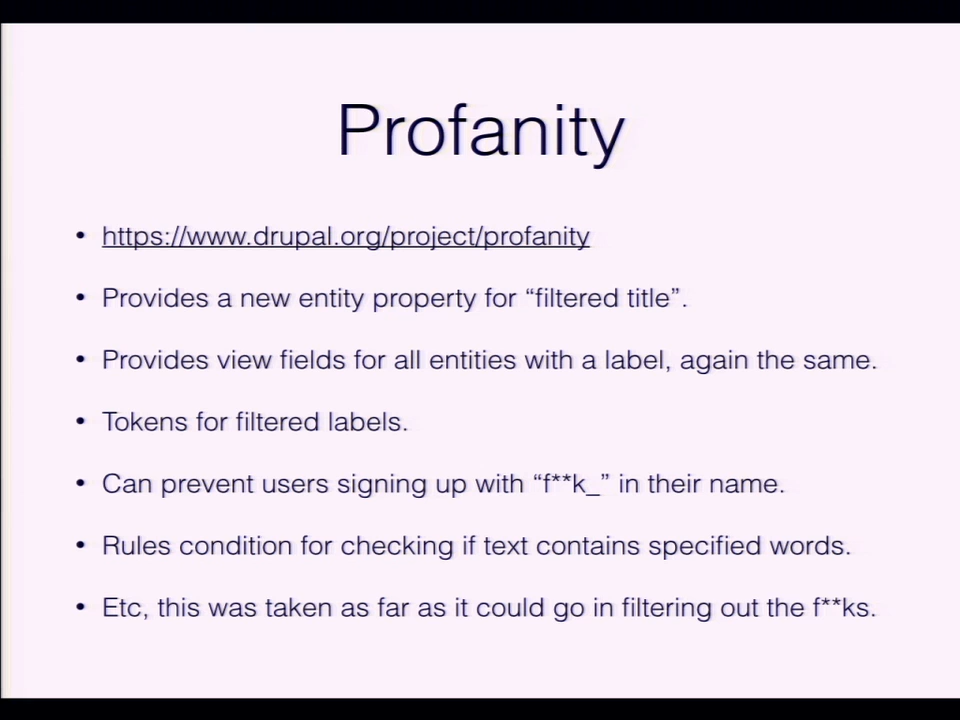 Profanity
• https://www.drupal.org/project/profanity
• Provides a new entity property for “filtered title”.
• Provides view fields for all entities with a label, again the same.
• Tokens for filtered labels.
• Can prevent users signing up with “f**k_” in their name.
• Rules condition for checking if text contains specified words.
• Etc, this was taken as far as it could go in filtering out the f**ks.